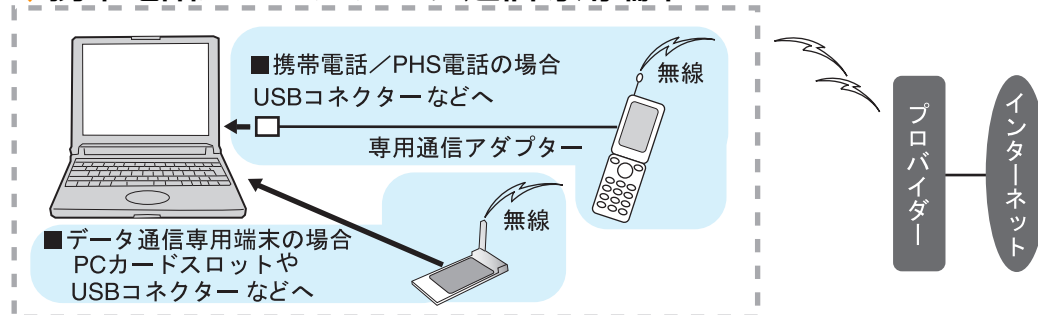 ■携帯電話／PHS電話の場合
USBコネクターなどへ
無線
専用通信アダプター
無線
■データ通信専用端末の場合
PCカードスロットや
USBコネクターなどへ
プロバイダー
インターネット